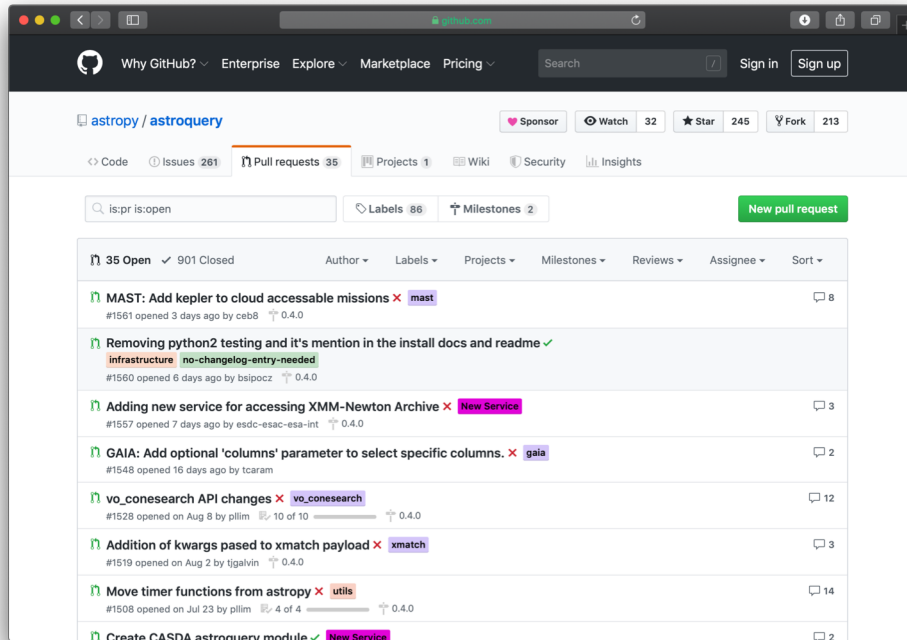 github.com
Why GitHub? Enterprise Explore Marketplace Pricing Search / Sign in Sign up
astropy / astroquery Sponsor Watch 32 Star 245 Fork 213
Code Issues 261 Pull requests 35 Projects 1 Wiki Security Insights
is:pr is:open Labels 86 Milestones 2 New pull request
35 Open 901 Closed Author Labels Projects Milestones Reviews Assignee Sort
MAST: Add kepler to cloud accessable missions mast 8
#1561 opened 3 days ago by ceb8 0.4.0
Removing python2 testing and it's mention in the install docs and readme
infrastructure no-changelog-entry-needed
#1560 opened 6 days ago by bsipocz 0.4.0
Adding new service for accessing XMM-Newton Archive New Service 3
#1557 opened 7 days ago by esdc-esac-esa-int 0.4.0
GAIA: Add optional 'columns' parameter to select specific columns. gaia 2
#1548 opened 16 days ago by tcaram
vo_conesearch API changes vo_conesearch 12
#1528 opened on Aug 8 by pllim 10 of 10 0.4.0
Addition of kwargs pased to xmatch payload xmatch 3
#1519 opened on Aug 2 by tjgalvin 0.4.0
Move timer functions from astropy utils 14
#1508 opened on Jul 23 by pllim 4 of 4 0.4.0
Create CASDA astroquery module New Service 2